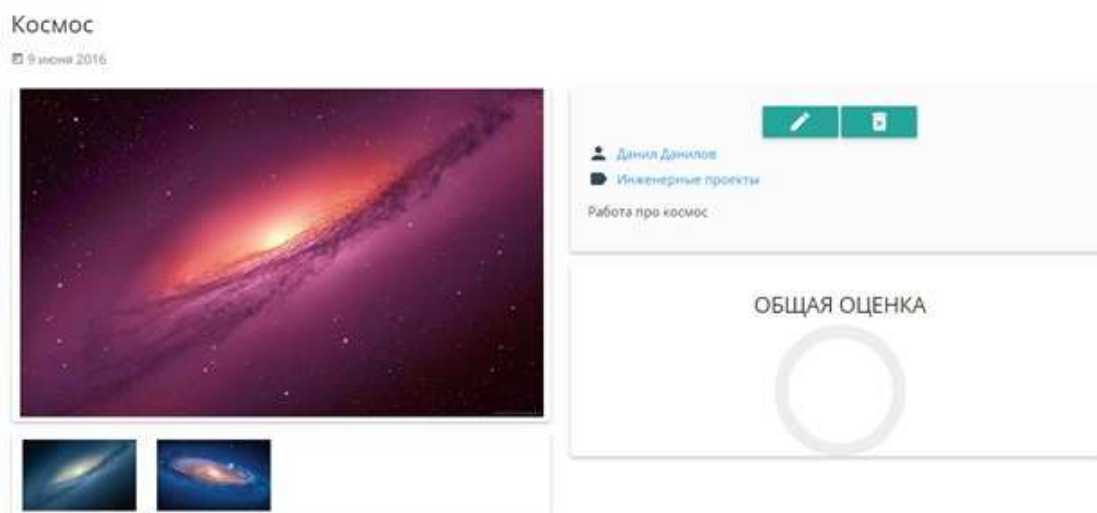 Космос
9 июня 2016
Данил Данилов
Инженерные проекты
Работа про космос
ОБЩАЯ ОЦЕНКА